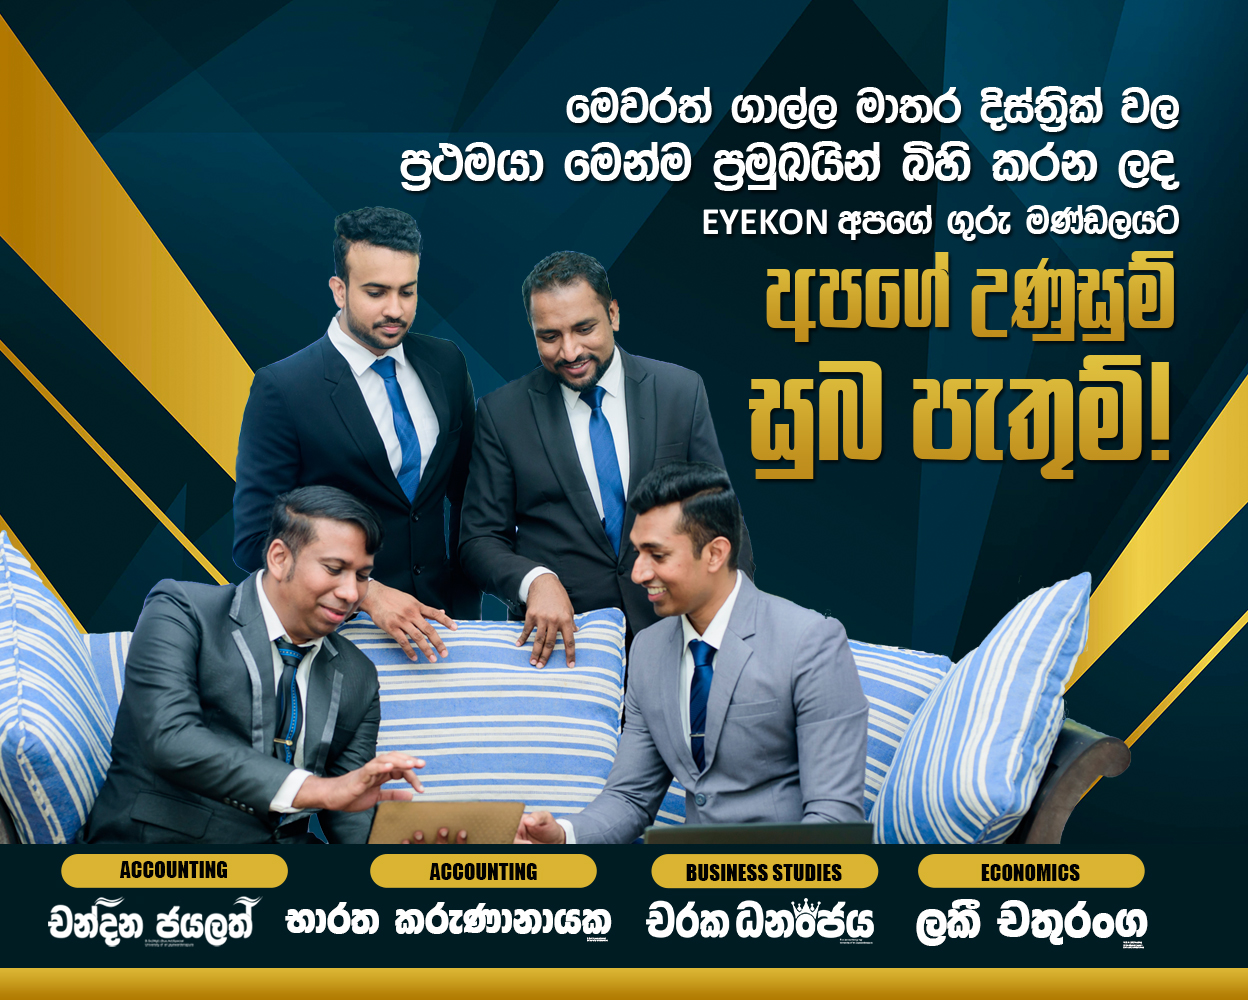 මෙවරත් ගාල්ල මාතර දිස්ත්‍රික් වල
ප්‍රථමයා මෙන්ම ප්‍රමුඛයින් බිහි කරන ලද
EYEKON අපගේ ගුරු මණ්ඩලයට
අපගේ උණුසුම්
සුබ පැතුම්!
ACCOUNTING
චන්දින ජයලත්
ACCOUNTING
භාරත කරුණානායක
BUSINESS STUDIES
චරක ධනංජය
ECONOMICS
ලකී චතුරංග